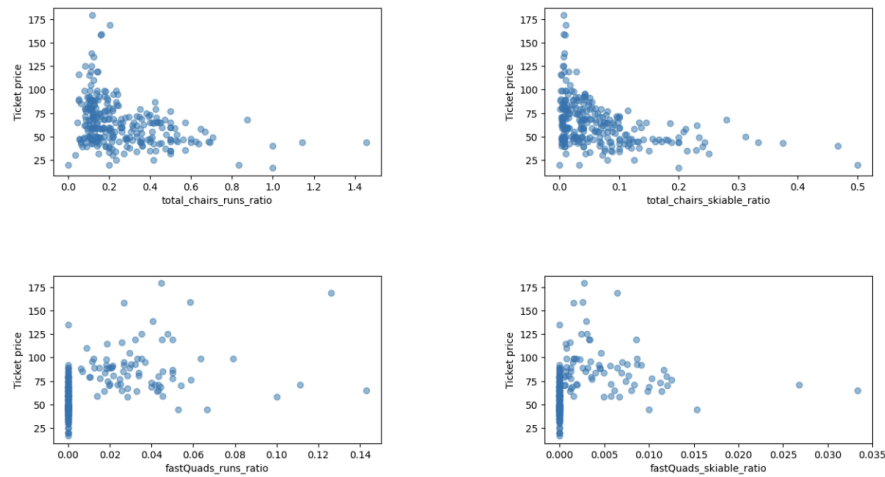 175
150
125
100
75
50
25
Ticket price
0.0 0.2 0.4 0.6 0.8 1.0 1.2 1.4
total_chairs_runs_ratio
175
150
125
100
75
50
25
Ticket price
0.0 0.1 0.2 0.3 0.4 0.5
total_chairs_skiable_ratio
175
150
125
100
75
50
25
Ticket price
0.00 0.02 0.04 0.06 0.08 0.10 0.12 0.14
fastQuads_runs_ratio
175
150
125
100
75
50
25
Ticket price
0.000 0.005 0.010 0.015 0.020 0.025 0.030 0.035
fastQuads_skiable_ratio